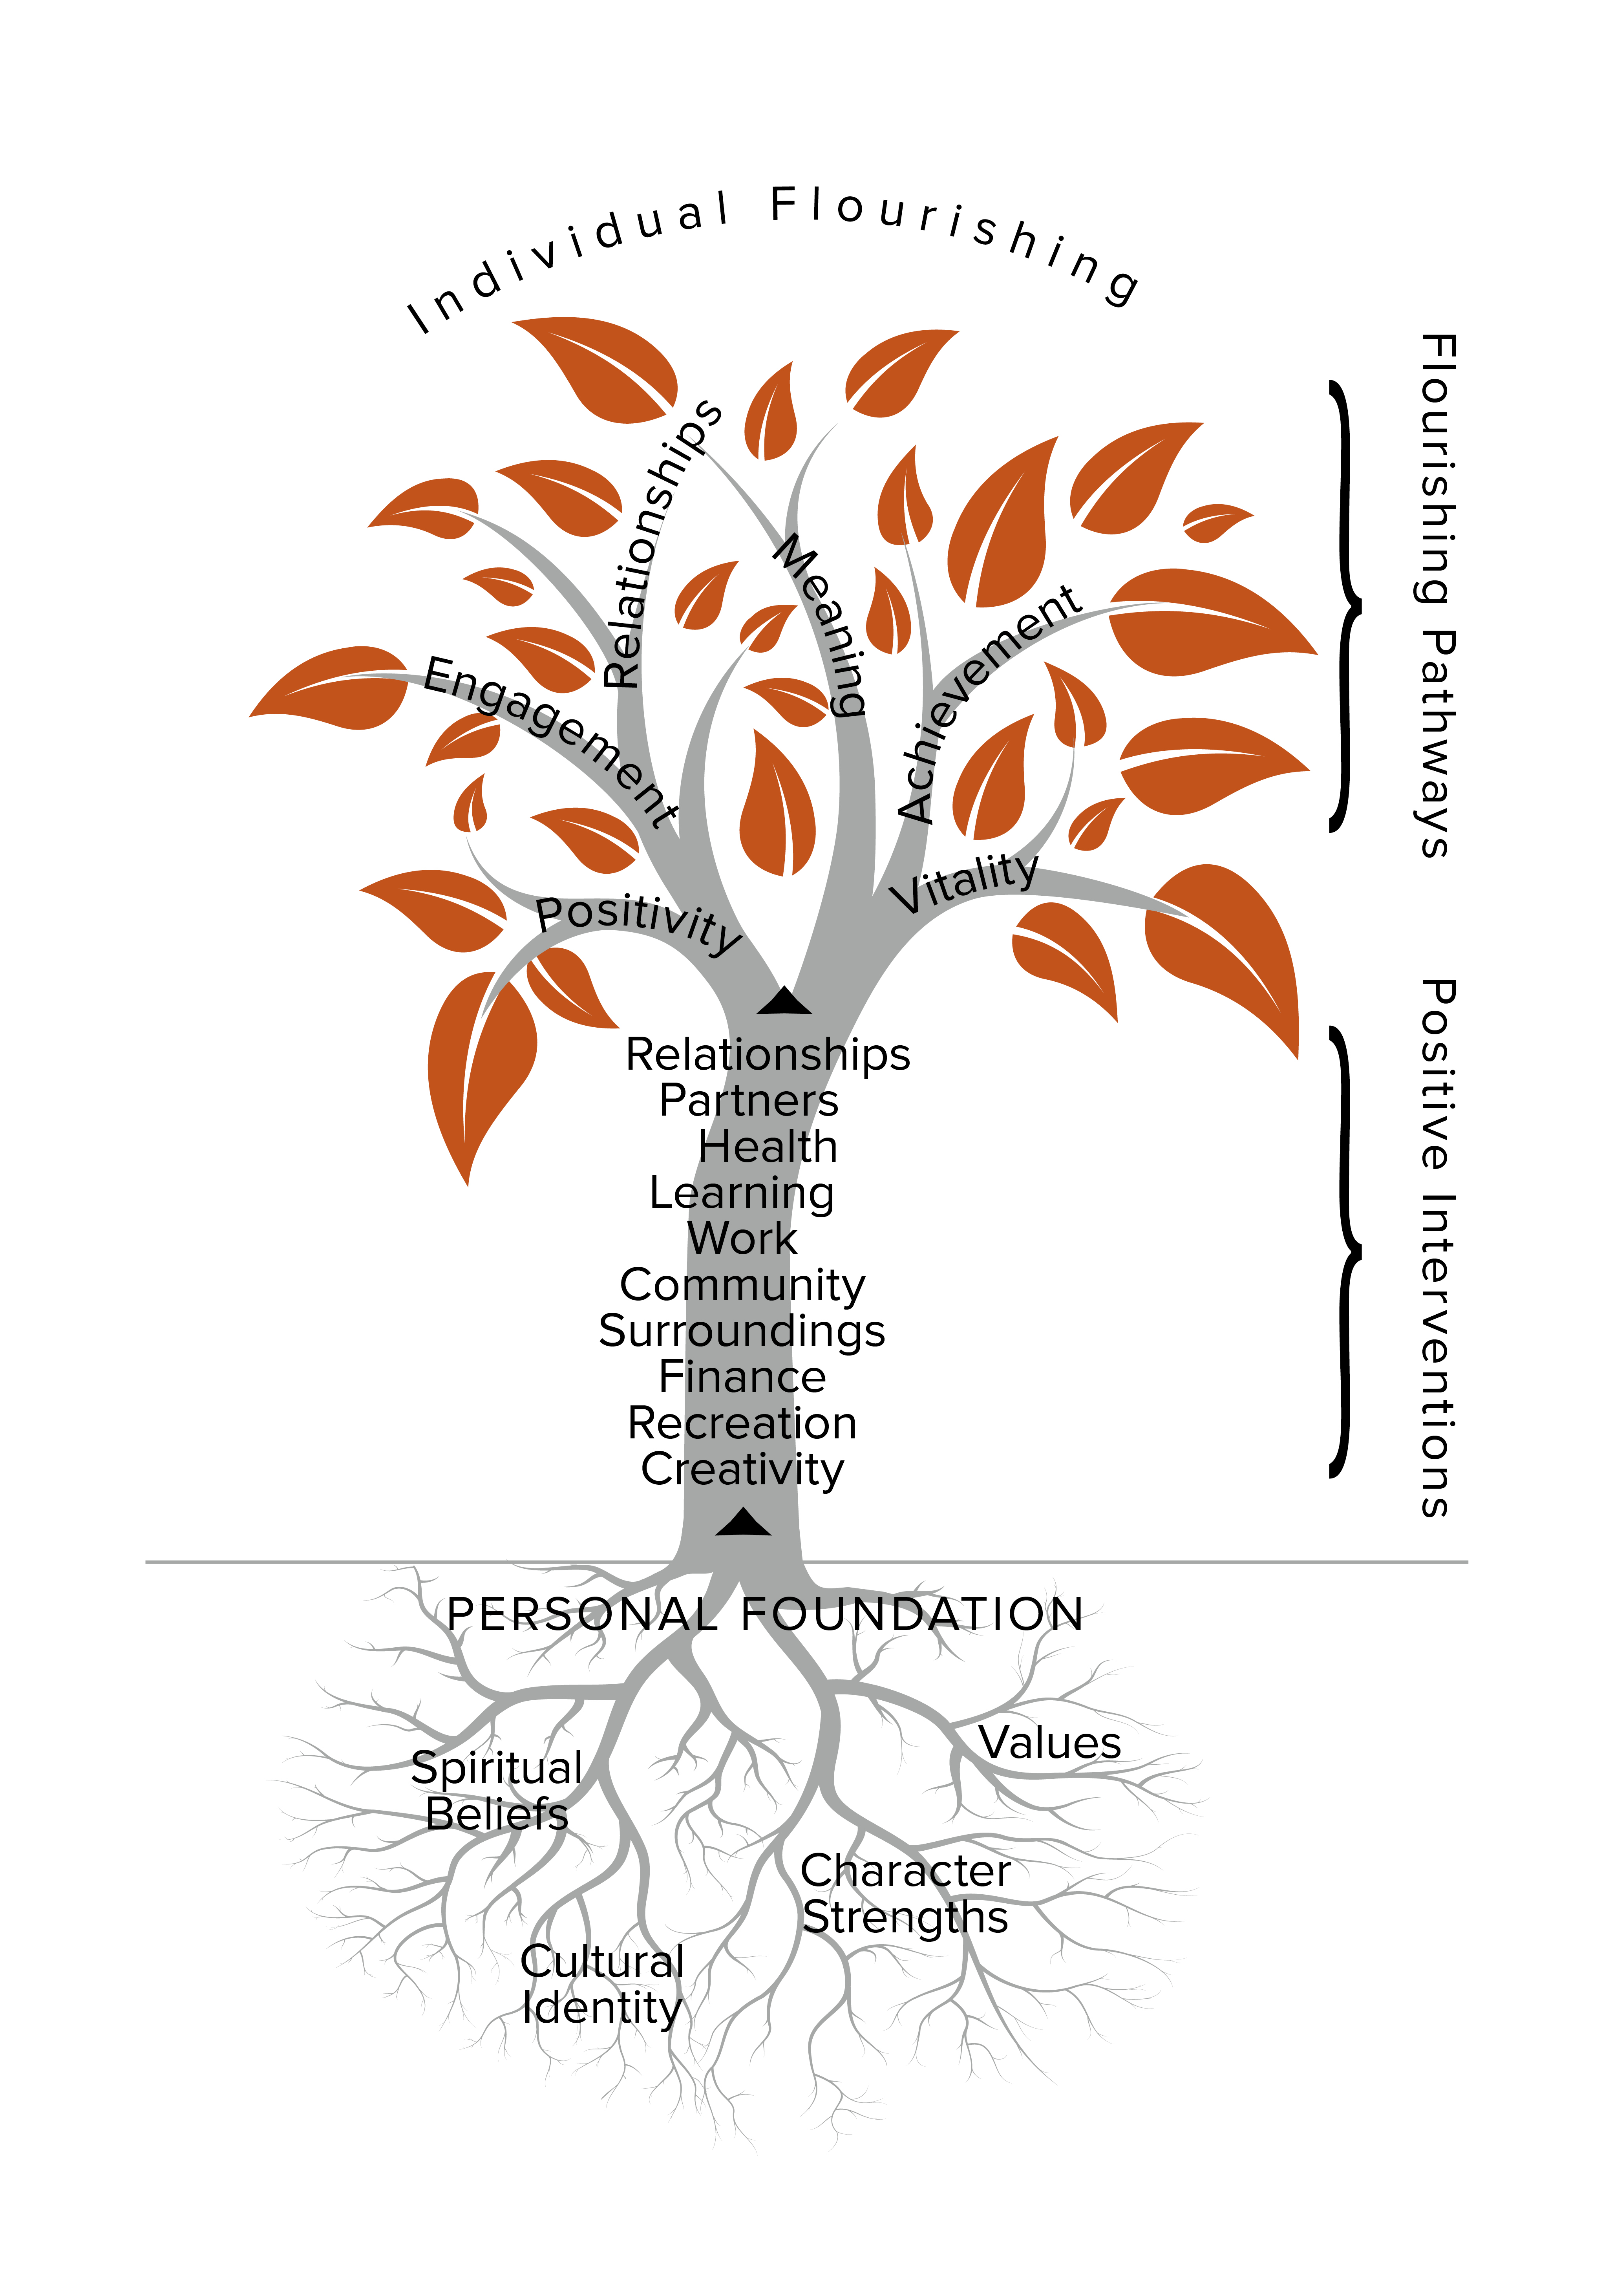 Individual Flourishing
Flourishing Pathways
Relationships
Meaning
Achievement
Engagement
Vitality
Positivity
Positive Interventions
Relationships
Partners
Health
Learning
Work
Community
Surroundings
Finance
Recreation
Creativity
PERSONAL FOUNDATION
Values
Spiritual
Beliefs
Character
Strengths
Cultural
Identity